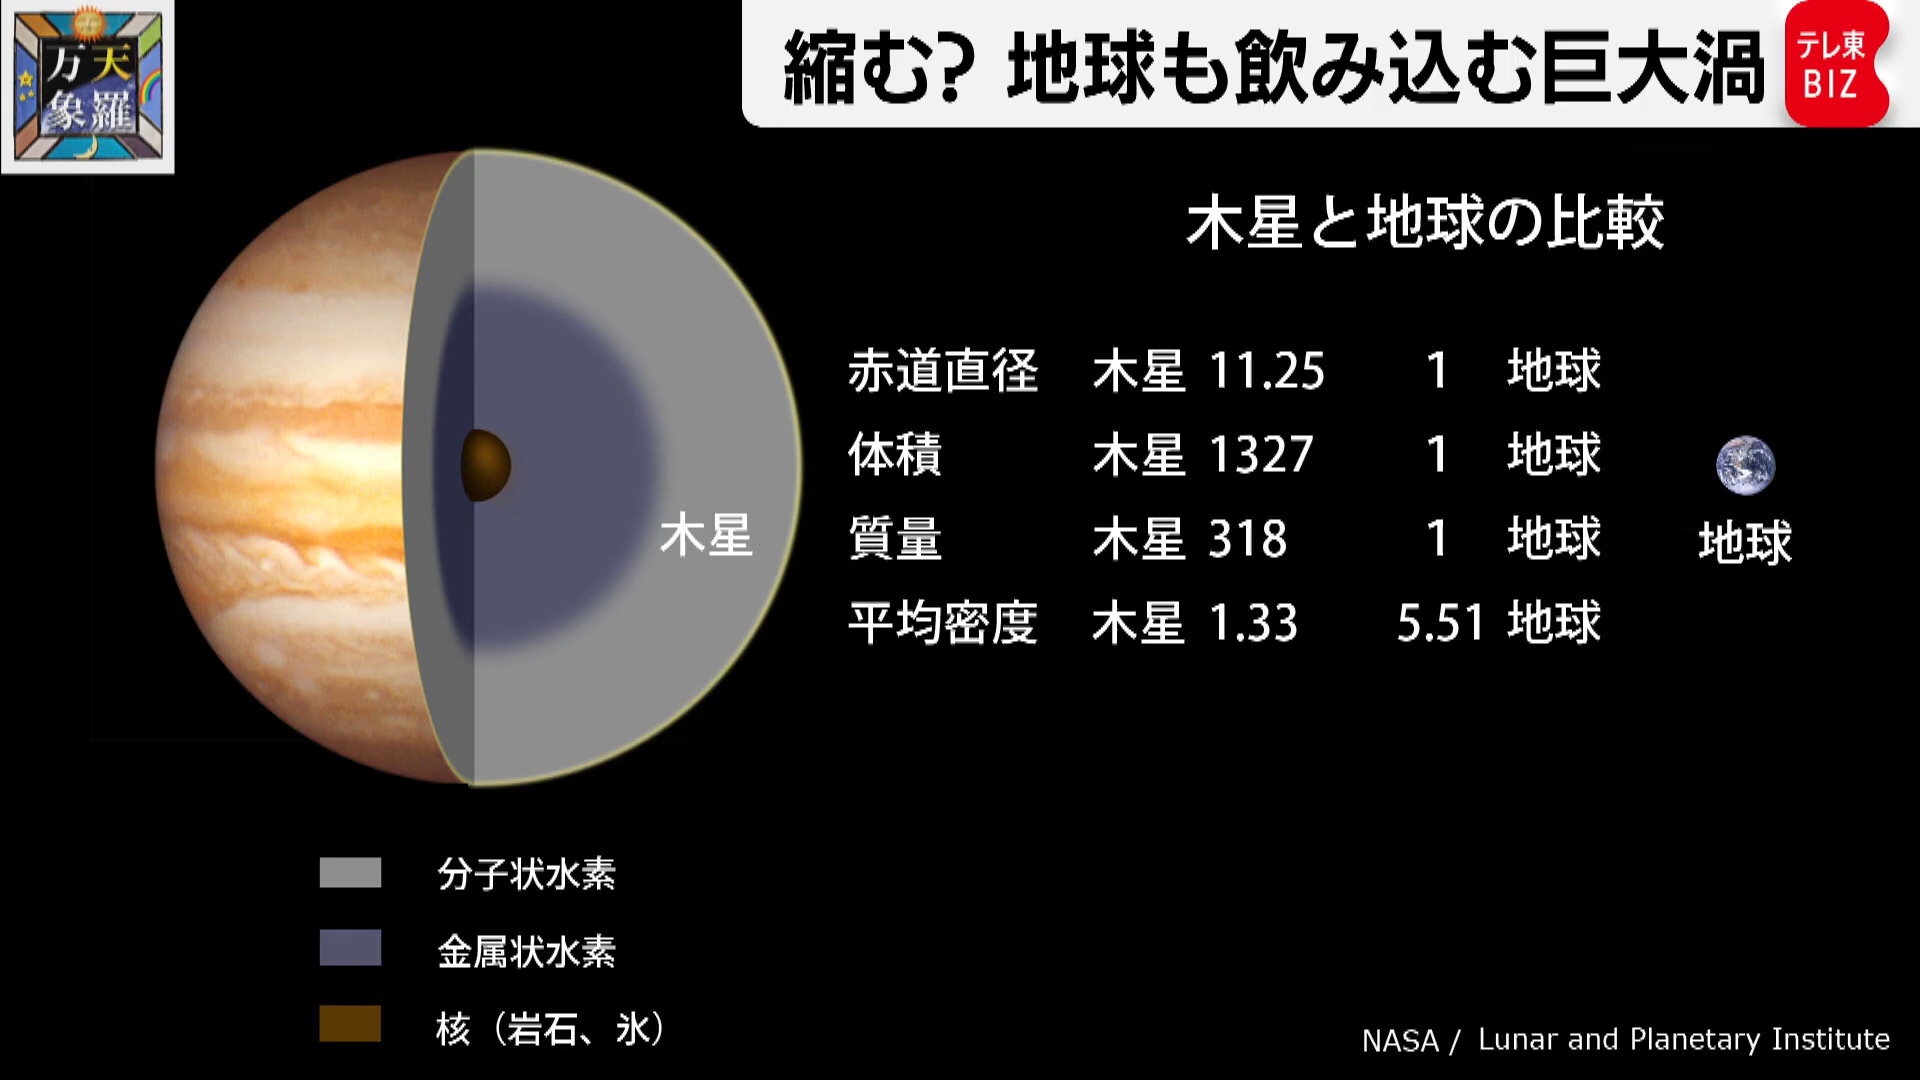 天羅
万象
縮む? 地球も飲み込む巨大渦
テレ東
BIZ
木星と地球の比較
赤道直径 木星 11.25 1 地球
体積 木星 1327 1 地球
質量 木星 318 1 地球
平均密度 木星 1.33 5.51 地球
木星
地球
分子状水素
金属状水素
核（岩石、氷）
NASA / Lunar and Planetary Institute